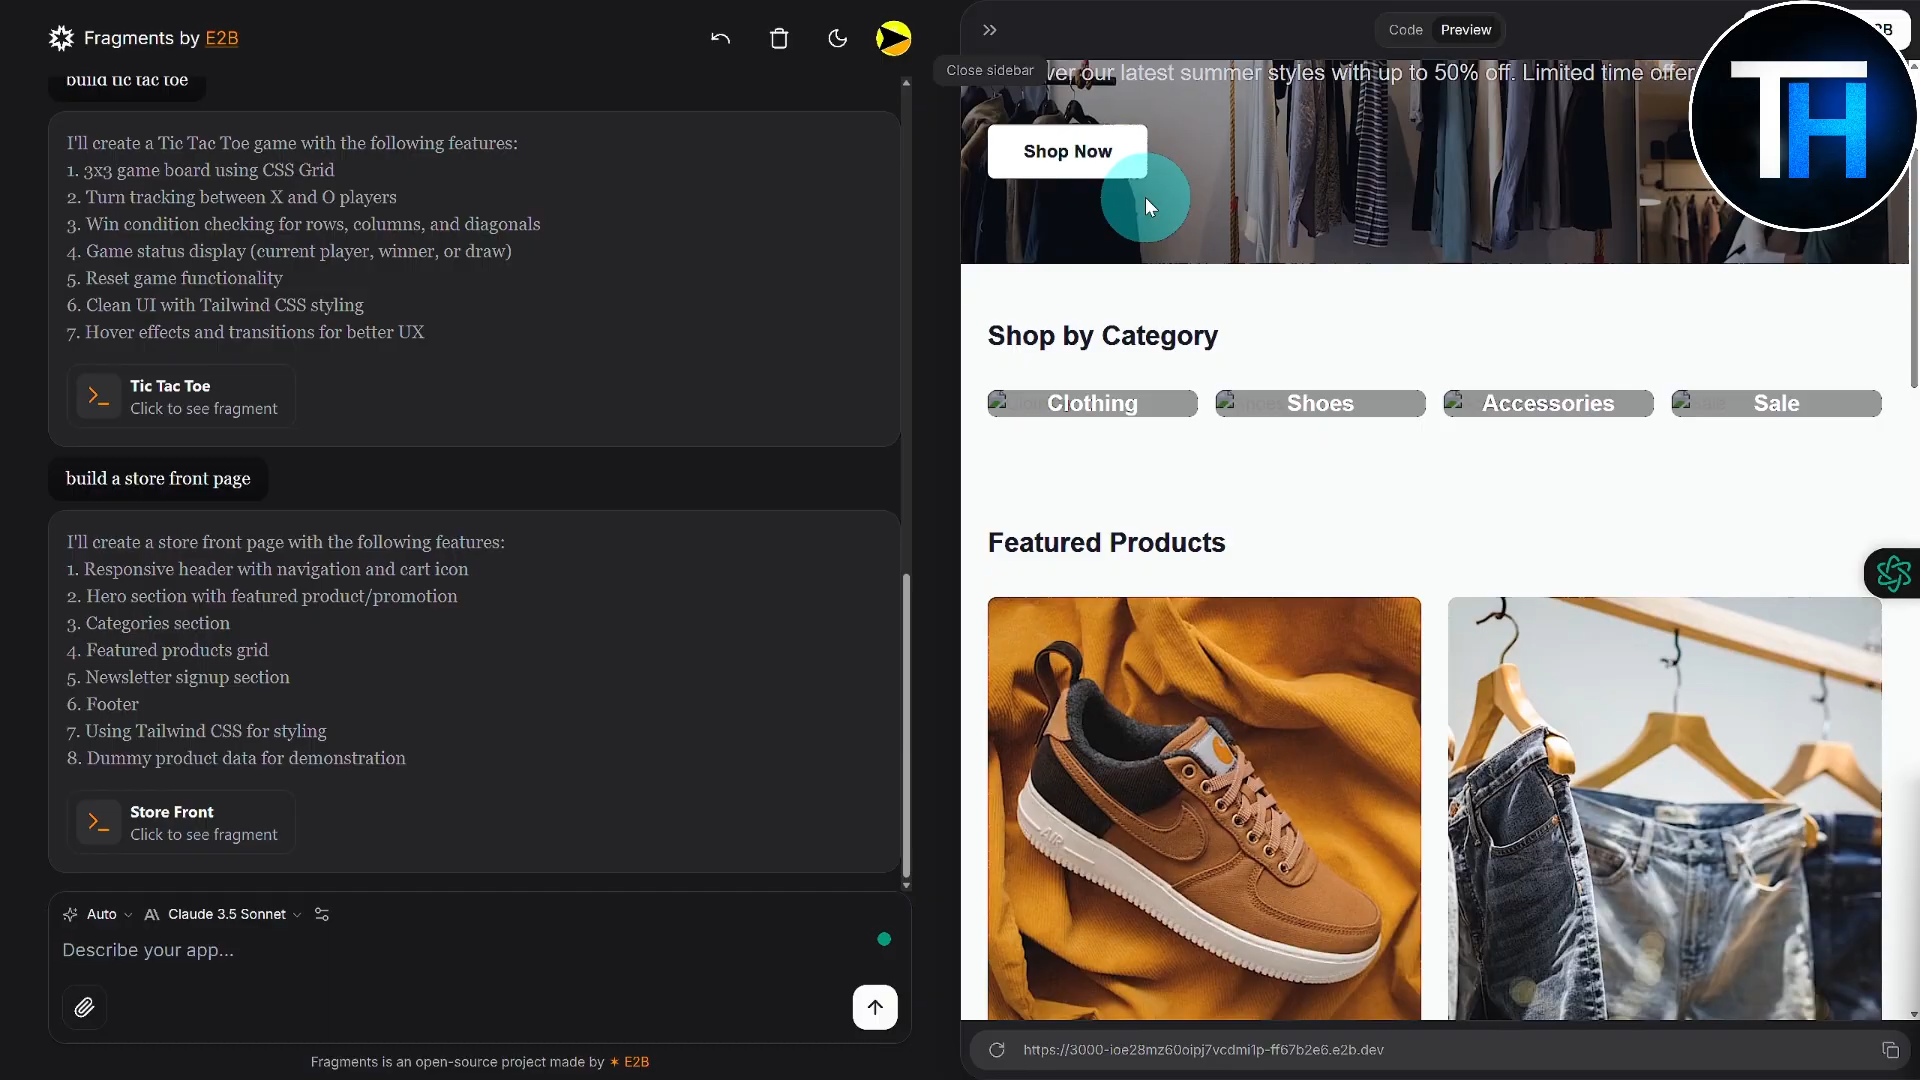 Fragments by E2B
build tic tac toe
I'll create a Tic Tac Toe game with the following features:
1. 3x3 game board using CSS Grid
2. Turn tracking between X and O players
3. Win condition checking for rows, columns, and diagonals
4. Game status display (current player, winner, or draw)
5. Reset game functionality
6. Clean UI with Tailwind CSS styling
7. Hover effects and transitions for better UX
Tic Tac Toe
Click to see fragment
build a store front page
I'll create a store front page with the following features:
1. Responsive header with navigation and cart icon
2. Hero section with featured product/promotion
3. Categories section
4. Featured products grid
5. Newsletter signup section
6. Footer
7. Using Tailwind CSS for styling
8. Dummy product data for demonstration
Store Front
Click to see fragment
Auto
Claude 3.5 Sonnet
Describe your app...
Fragments is an open-source project made by ✶ E2B
Code
Preview
TH
Close sidebar
ver our latest summer styles with up to 50% off. Limited time offer
Shop Now
Shop by Category
Clothing
Shoes
Accessories
Sale
Featured Products
AIR
https://3000-ioe28mz60oipj7vcdmi1p-ff67b2e6.e2b.dev